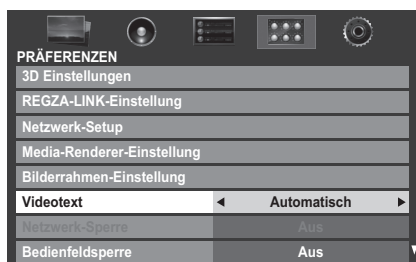 PRÄFERENZEN
3D Einstellungen
REGZA-LINK-Einstellung
Netzwerk-Setup
Media-Renderer-Einstellung
Bilderrahmen-Einstellung
Videotext ◀ Automatisch ▶
Netzwerk-Sperre Aus
Bedienfeldsperre Aus